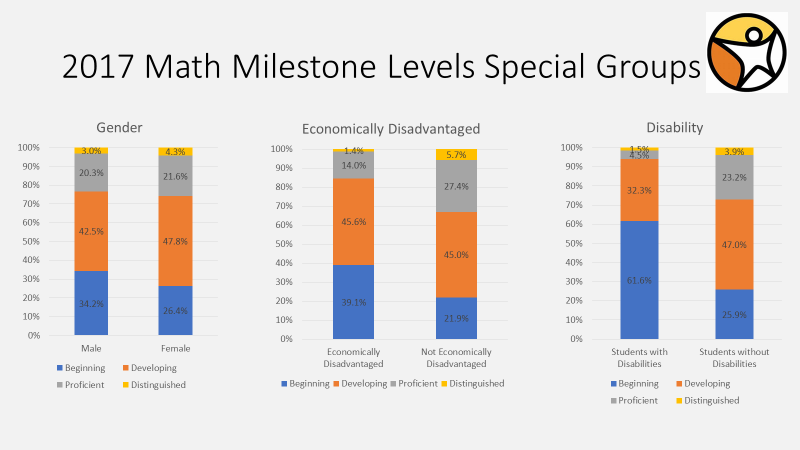 2017 Math Milestone Levels Special Groups
Gender
100%
90%
80%
70%
60%
50%
40%
30%
20%
10%
0%
3.0%
20.3%
42.5%
34.2%
4.3%
21.6%
47.8%
26.4%
Male
Female
Beginning
Developing
Proficient
Distinguished
Economically Disadvantaged
100%
90%
80%
70%
60%
50%
40%
30%
20%
10%
0%
1.4%
14.0%
45.6%
39.1%
5.7%
27.4%
45.0%
21.9%
Economically
Disadvantaged
Not Economically
Disadvantaged
Beginning Developing Proficient Distinguished
Disability
100%
90%
80%
70%
60%
50%
40%
30%
20%
10%
0%
1.5%
4.5%
32.3%
61.6%
3.9%
23.2%
47.0%
25.9%
Students with
Disabilities
Students without
Disabilities
Beginning
Developing
Proficient
Distinguished